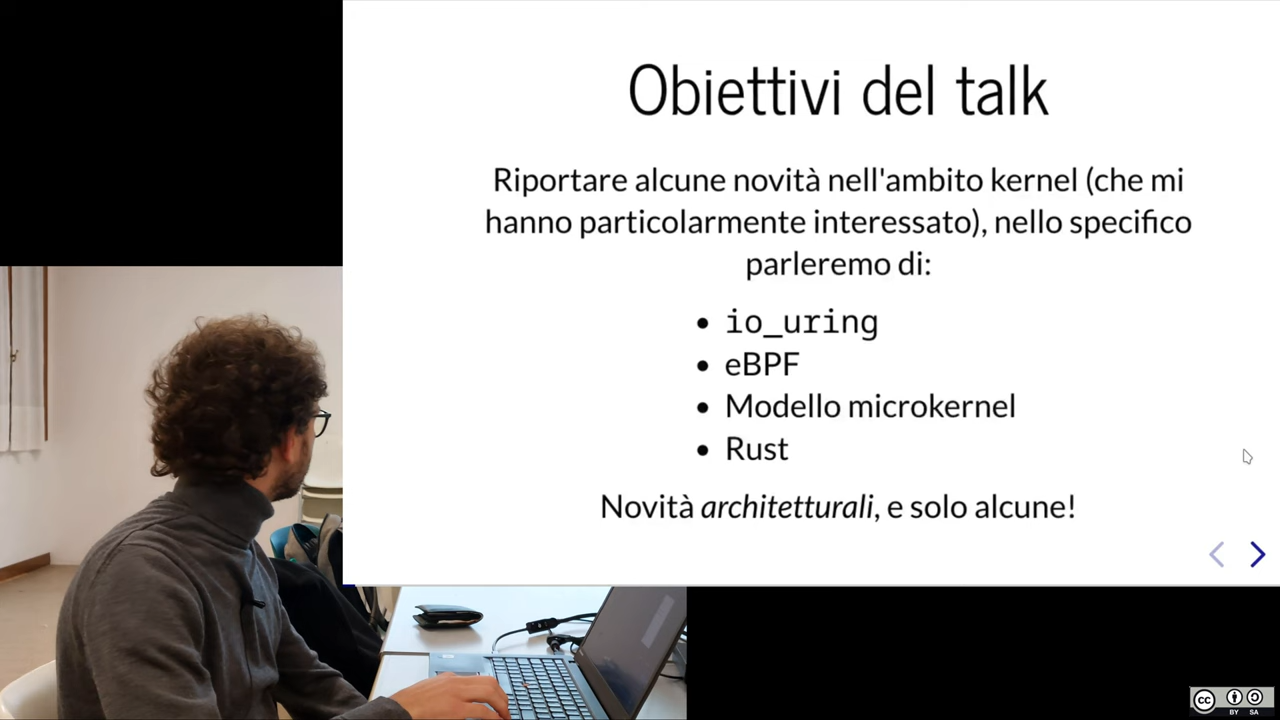 Obiettivi del talk
Riportare alcune novità nell'ambito kernel (che mi
hanno particolarmente interessato), nello specifico
parleremo di:
• io_uring
• eBPF
• Modello microkernel
• Rust
Novità architetturali, e solo alcune!
cc
BY SA